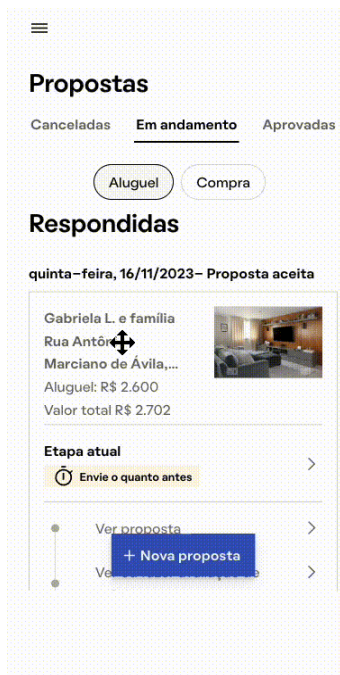 Propostas
Canceladas Em andamento Aprovadas
Aluguel Compra
Respondidas
quinta-feira, 16/11/2023- Proposta aceita
Gabriela L. e família
Rua
Marciano de Ávila,...
Aluguel: R$ 2.600
Valor total R$ 2.702
Etapa atual
Envie o quanto antes
Ver proposta
+ Nova proposta